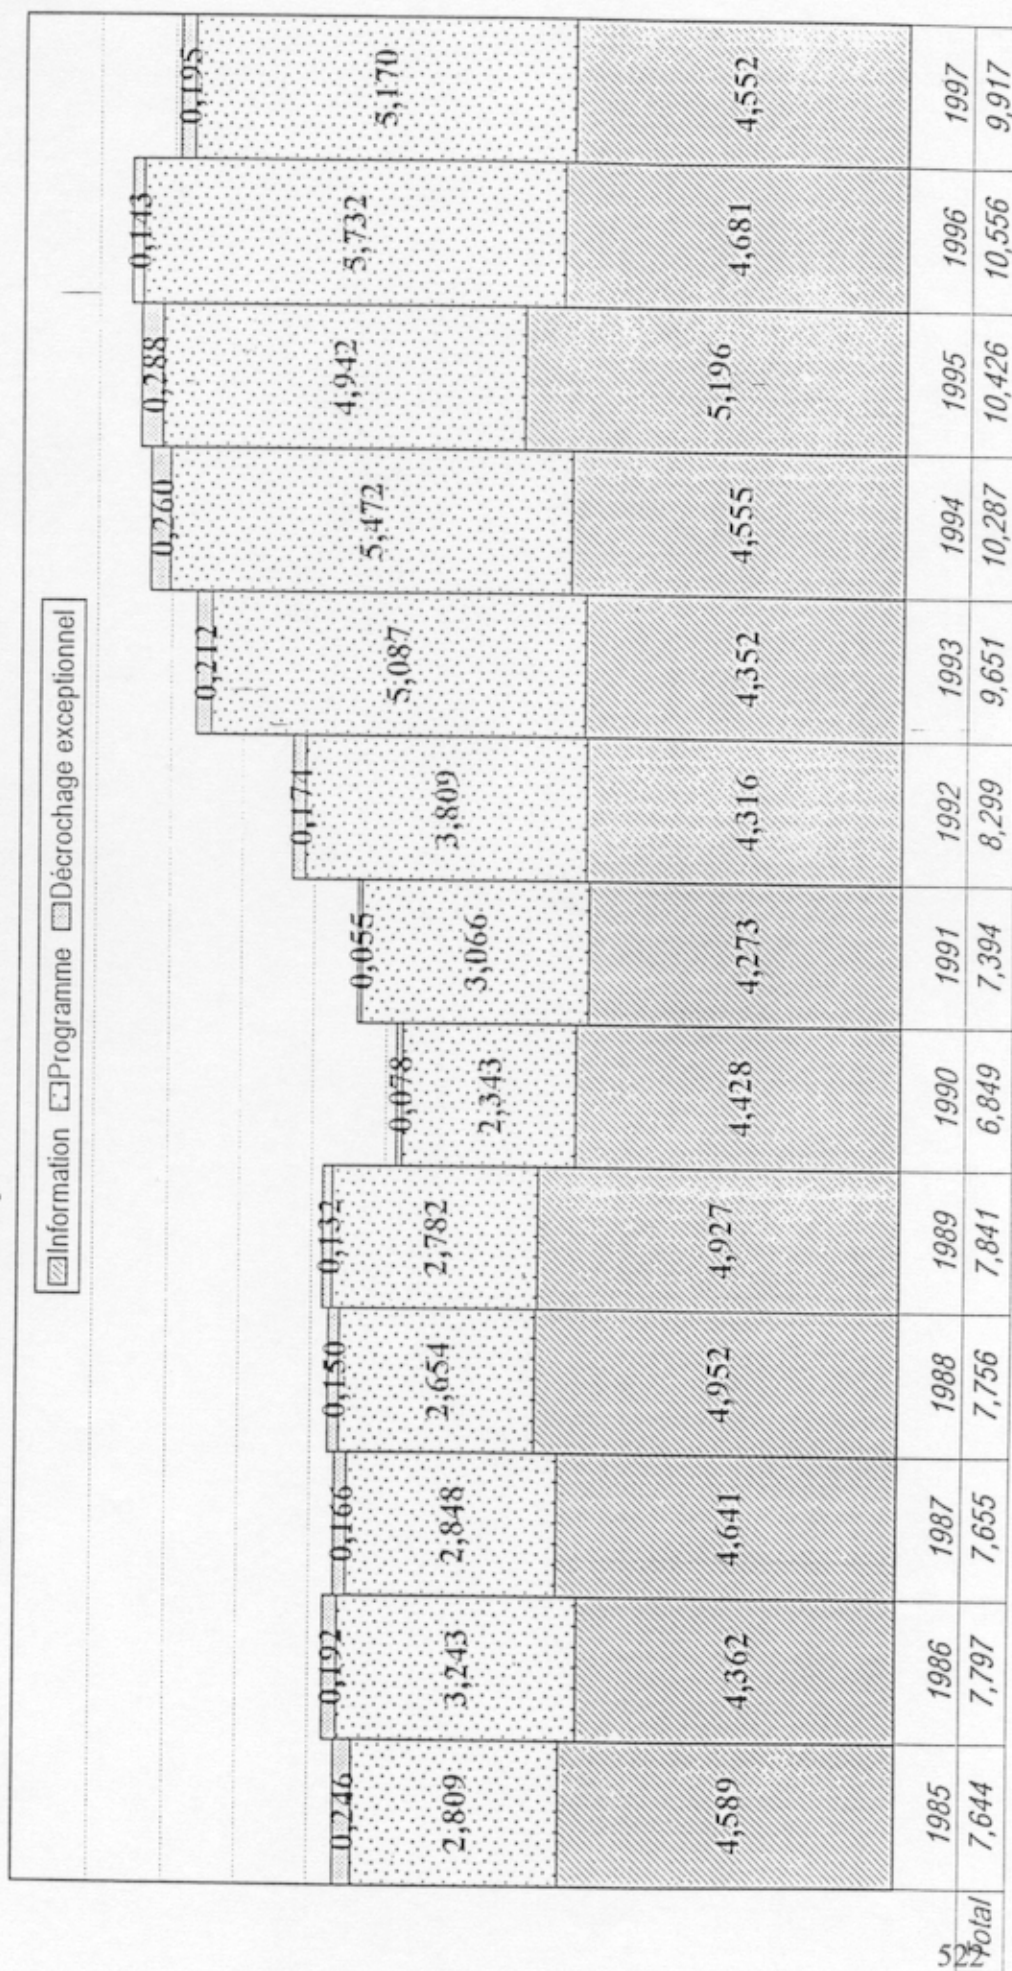 Information Programme Décrochage exceptionnel
0,246 0,192 0,166 0,150 0,132 0,078 0,055 0,174 0,212 0,260 0,288 0,143 0,195
2,809 3,243 2,848 2,654 2,782 2,343 3,066 3,809 5,087 5,472 4,942 5,732 5,170
4,589 4,362 4,641 4,952 4,927 4,428 4,273 4,316 4,352 4,555 5,196 4,681 4,552
1985 1986 1987 1988 1989 1990 1991 1992 1993 1994 1995 1996 1997
Total 7,644 7,797 7,655 7,756 7,841 6,849 7,394 8,299 9,651 10,287 10,426 10,556 9,917
522